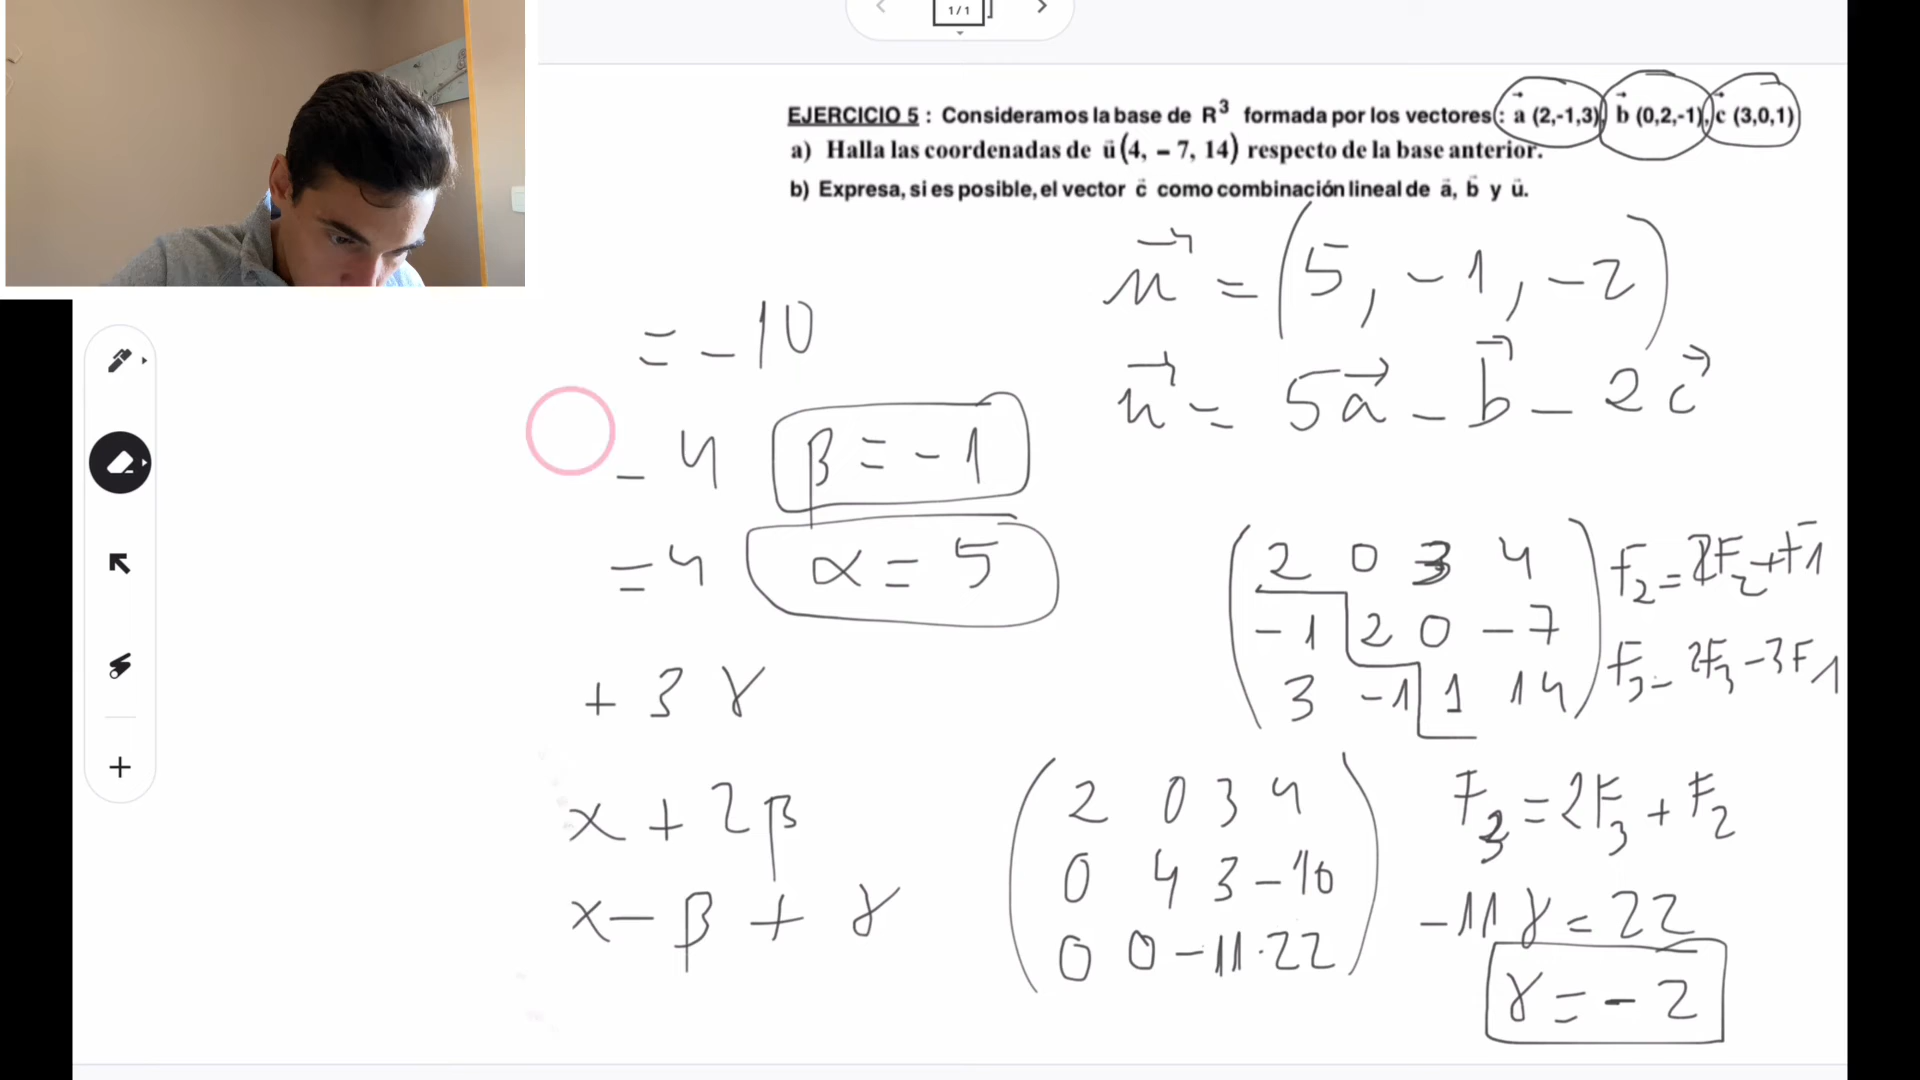 1/1
EJERCICIO 5 : Consideramos la base de R³ formada por los vectores : a⃗ (2,-1,3), b⃗ (0,2,-1), c⃗ (3,0,1)
a) Halla las coordenadas de u⃗ (4, – 7, 14) respecto de la base anterior.
b) Expresa, si es posible, el vector c⃗ como combinación lineal de a⃗, b⃗ y u⃗.
u⃗ = (5, -1, -2)
u⃗ = 5a⃗ - b⃗ - 2c⃗
= -10
- 4
β = -1
= 4
α = 5
+ 3 γ
α + 2β
α - β + γ
2 0 3 4
F₂ = 2F₂ + F1
-1 2 0 -7
F₃ = 2F₃ - 3F1
3 -1 1 14
2 0 3 4
F₃ = 2F₃ + F₂
0 4 3 -10
0 0 -11 · 22
-11 γ = 22
γ = -2